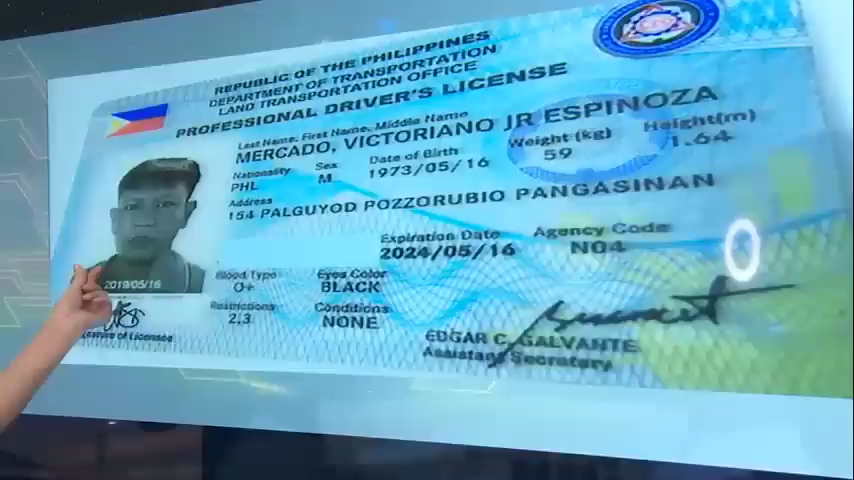 REPUBLIC OF THE PHILIPPINES
DEPARTMENT OF TRANSPORTATION
LAND TRANSPORTATION OFFICE
PROFESSIONAL DRIVER'S LICENSE
Last Name, First Name, Middle Name
MERCADO, VICTORIANO JR ESPINOZA
Nationality Sex Date of Birth Weight (kg) Height(m)
PHL M 1973/05/16 59 1.64
Address
154 PALGUYOD POZZORUBIO PANGASINAN
Expiration Date Agency Code
2024/05/16 N04
2019/05/16
Blood Type Eyes Color
O+ BLACK
Restrictions Conditions
2,3 NONE
of Licensee
EDGAR C. GALVANTE
Assistant Secretary